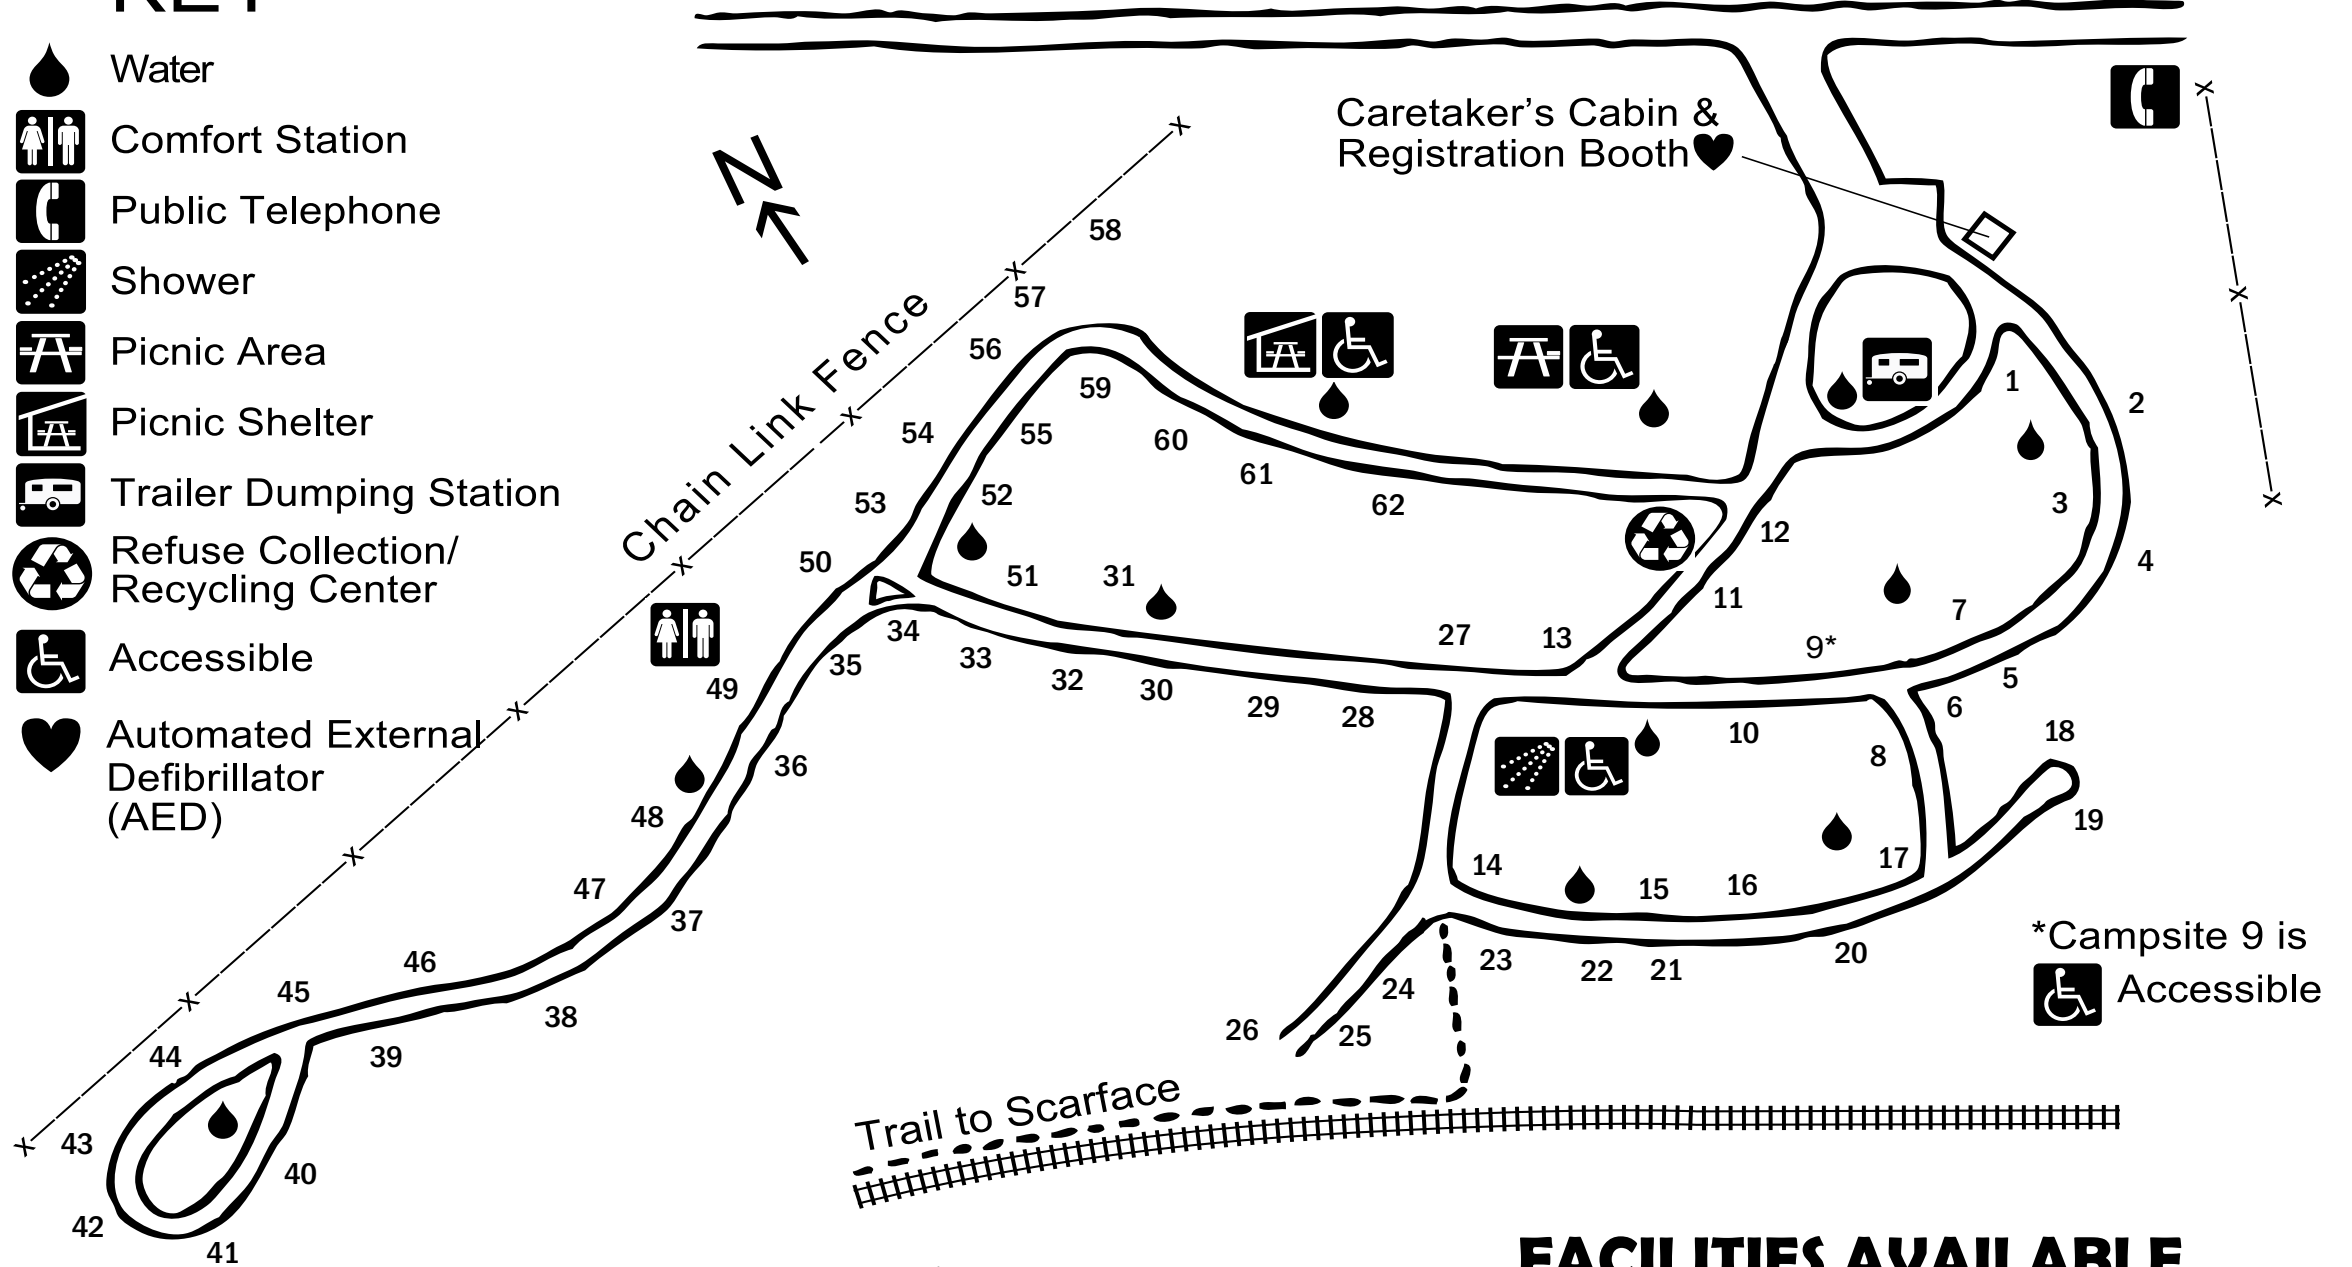 KEY
Water
Comfort Station
Public Telephone
Shower
Picnic Area
Picnic Shelter
Trailer Dumping Station
Refuse Collection/
Recycling Center
Accessible
Automated External
Defibrillator
(AED)
N
Chain Link Fence
Caretaker's Cabin &
Registration Booth
58
57
56
59
1
2
54
55
60
61
62
53
52
3
12
50
51
31
4
11
7
34
27
13
9*
35
33
32
30
29
28
49
5
6
10
18
8
36
48
19
14
15
16
17
47
37
*Campsite 9 is
Accessible
46
45
38
23
22
21
20
24
26
25
44
39
Trail to Scarface
43
40
42
41
FACILITIES AVAILABLE